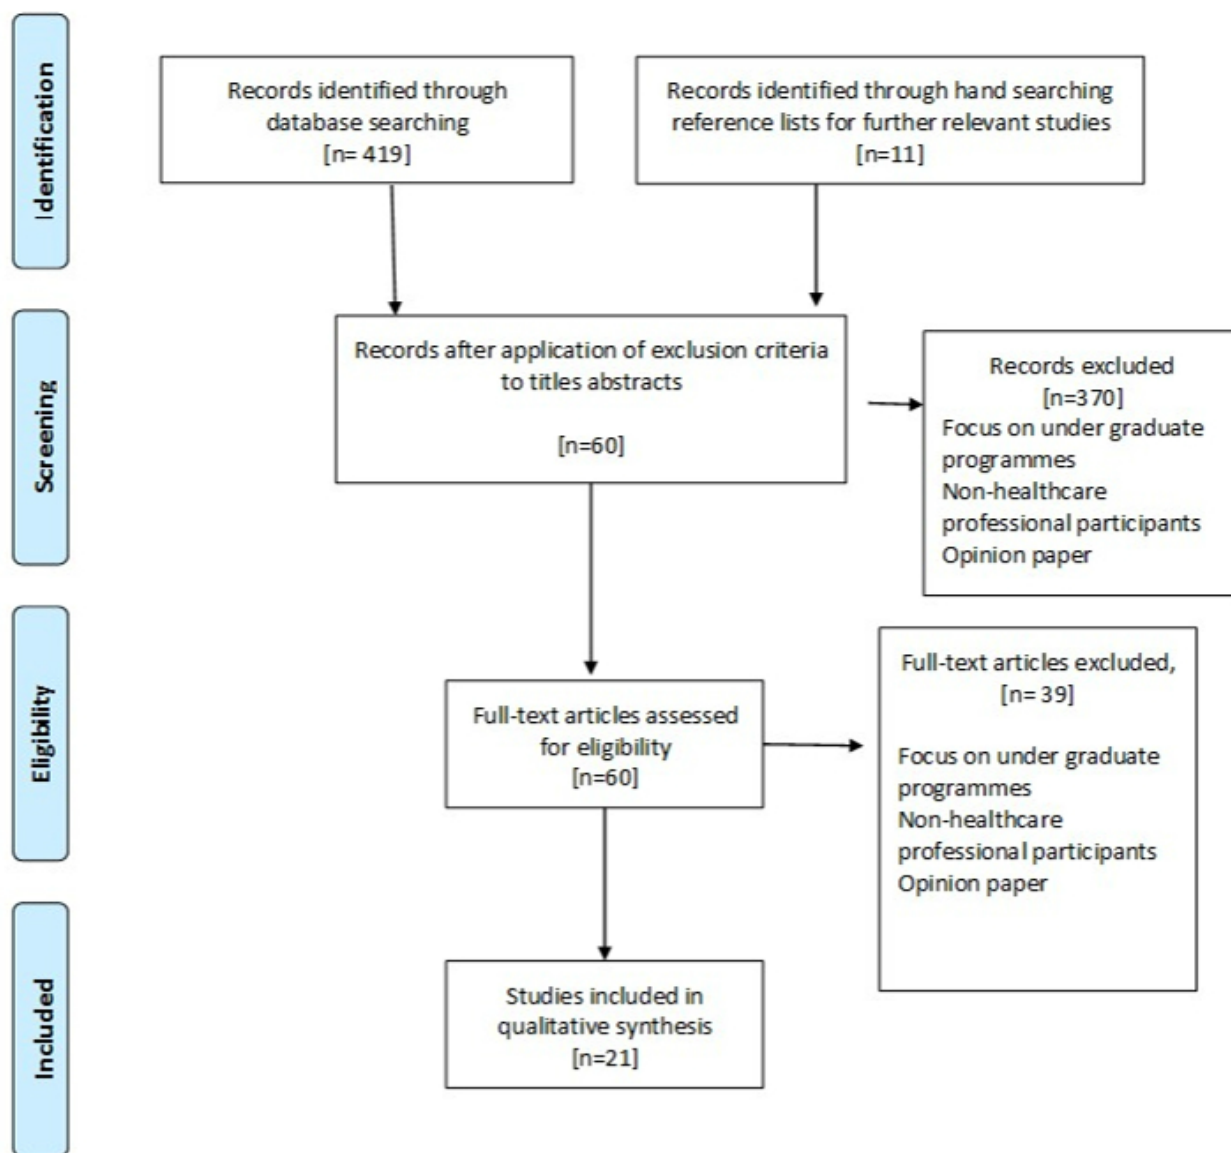 Identification
Records identified through
database searching
[n= 419]
Records identified through hand searching
reference lists for further relevant studies
[n=11]
Screening
Records after application of exclusion criteria
to titles abstracts
[n=60]
Records excluded
[n=370]
Focus on under graduate
programmes
Non-healthcare
professional participants
Opinion paper
Eligibility
Full-text articles assessed
for eligibility
[n=60]
Full-text articles excluded,
[n= 39]
Focus on under graduate
programmes
Non-healthcare
professional participants
Opinion paper
Included
Studies included in
qualitative synthesis
[n=21]